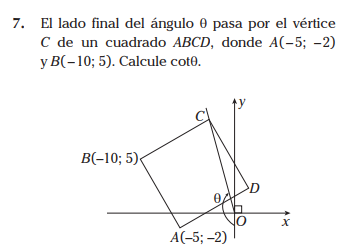 7. El lado final del ángulo θ pasa por el vértice
C de un cuadrado ABCD, donde A(–5; –2)
y B(–10; 5). Calcule cotθ.
y
C
B(–10; 5)
D
θ
O
x
A(–5; –2)